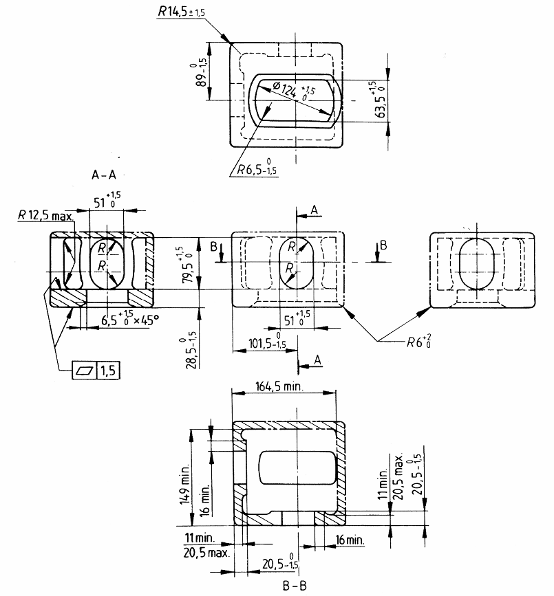 R14,5±1,5
89 0 -1,5
Ø124 +3,5 0
63,5 +1,5 0
R6,5 0 -1,5
A-A
51 +1,5 0
R12,5 max.
R
R
79,5 +1,5 0
6,5 +1,5 0 ×45°
28,5 0 -1,5
1,5
A
B
B
R
R
51 +1,5 0
101,5 0 -1,5
A
R6 +2 0
164,5 min.
149 min.
16 min.
11 min.
20,5 max.
20,5 0 -1,5
16 min.
11 min.
20,5 max.
20,5 0 -1,5
B-B